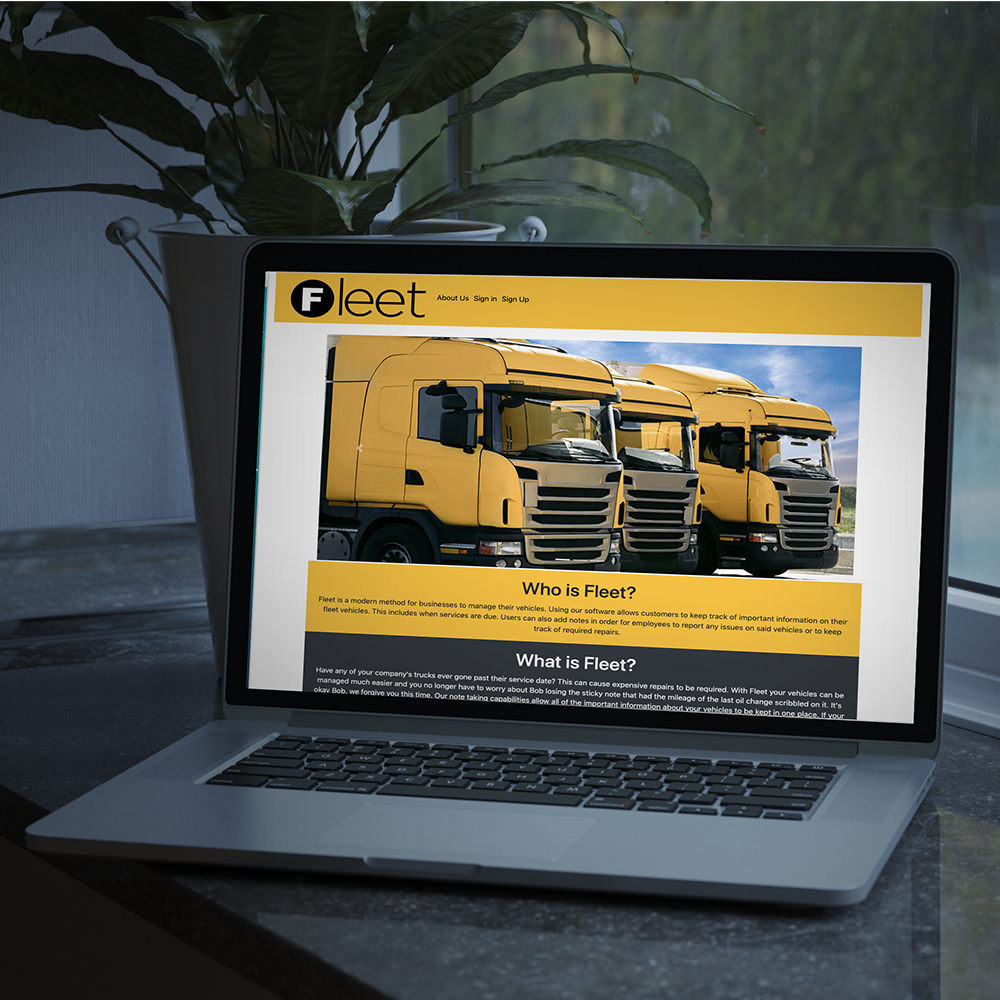 Fleet About Us Sign in Sign Up
Who is Fleet?
Fleet is a modern method for businesses to manage their vehicles. Using our software allows customers to keep track of important information on their
fleet vehicles. This includes when services are due. Users can also add notes in order for employees to report any issues on said vehicles or to keep
track of required repairs.
What is Fleet?
Have any of your company's trucks ever gone past their service date? This can cause expensive repairs to be required. With Fleet your vehicles can be
managed much easier and you no longer have to worry about Bob losing the sticky note that had the mileage of the last oil change scribbled on it. It's
okay Bob, we forgive you this time. Our note taking capabilities allow all of the important information about your vehicles to be kept in one place. If your